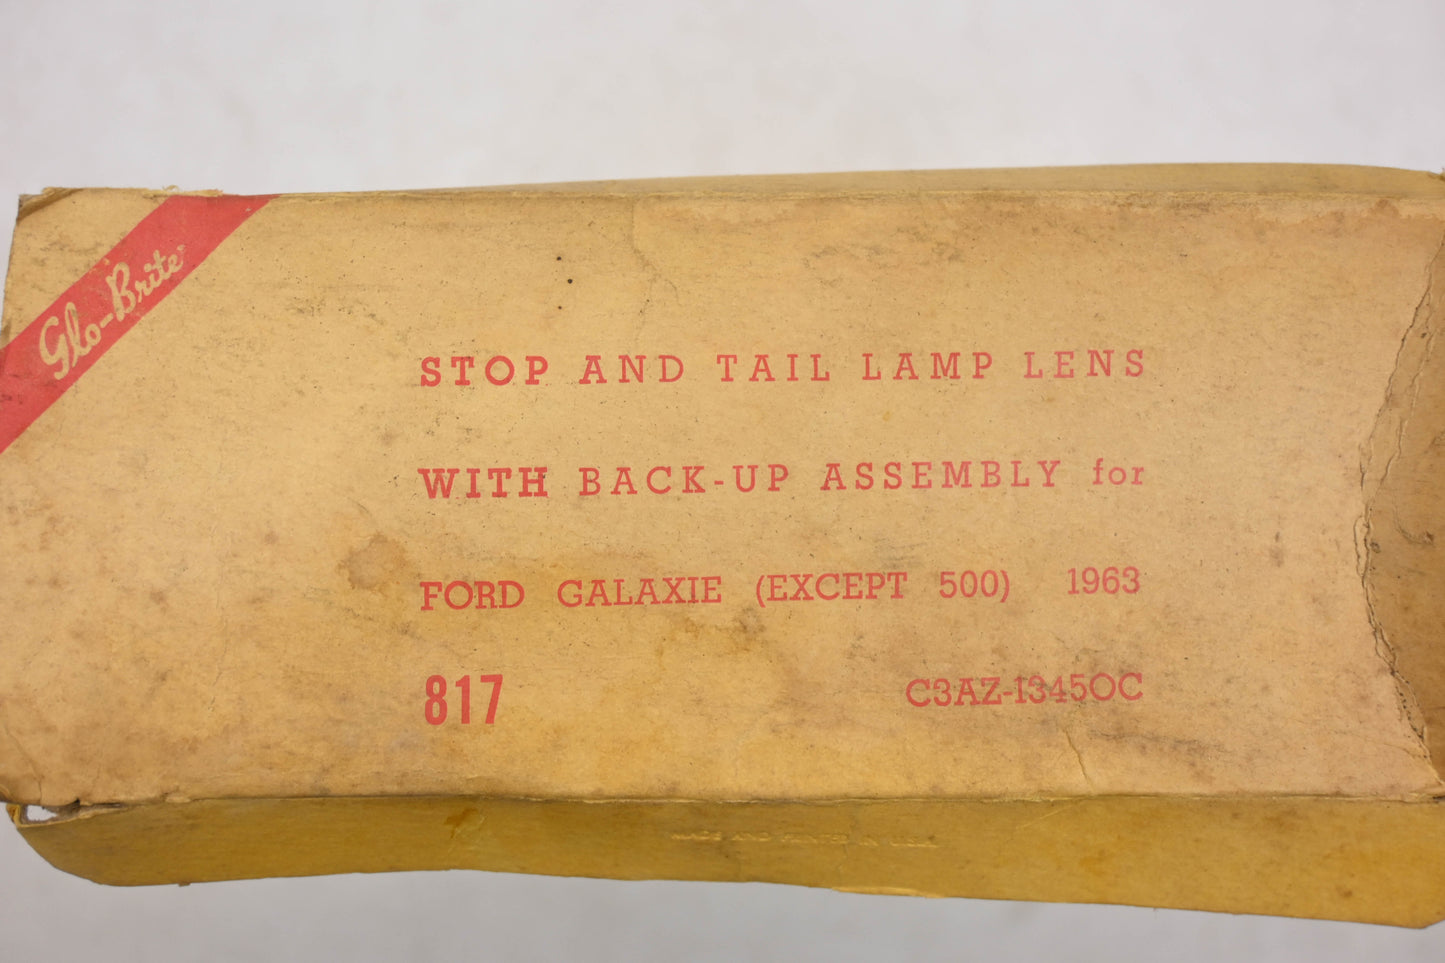 Glo-Brite
STOP AND TAIL LAMP LENS
WITH BACK-UP ASSEMBLY for
FORD GALAXIE (EXCEPT 500) 1963
817 C3AZ-13450C
MADE AND PRINTED IN U.S.A.